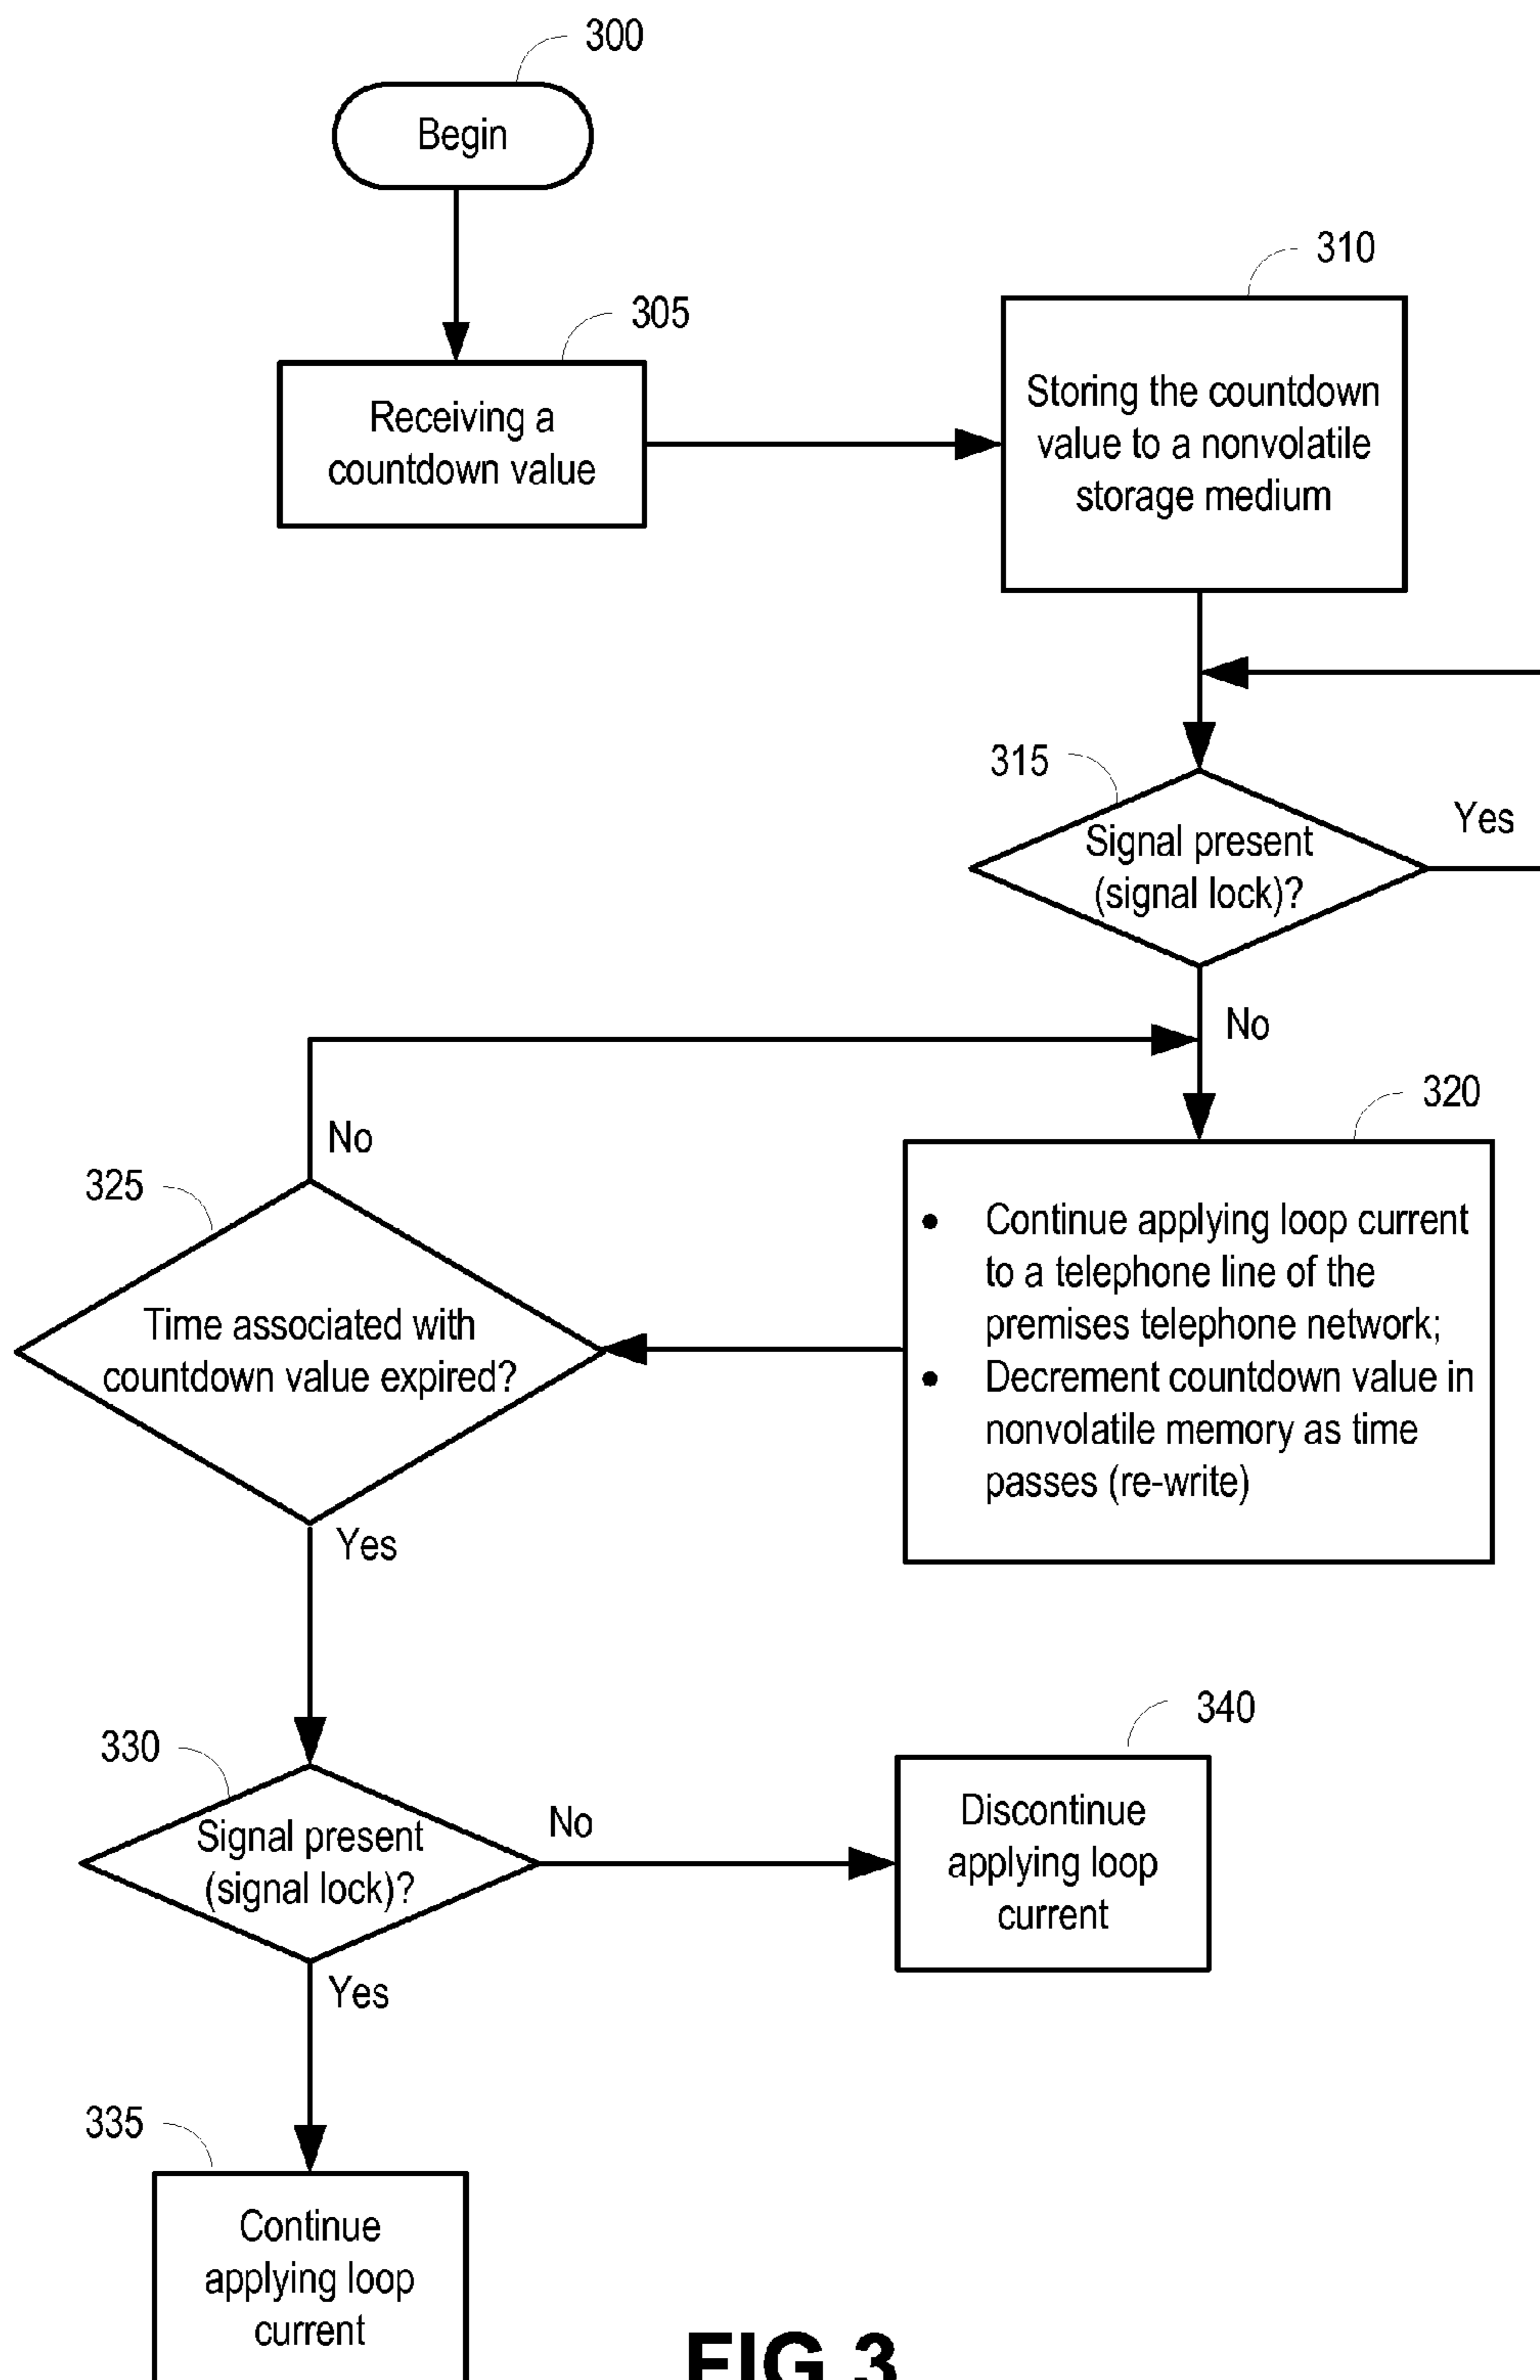 300
Begin
305
Receiving a
countdown value
310
Storing the countdown
value to a nonvolatile
storage medium
315
Signal present
(signal lock)?
Yes
No
320
• Continue applying loop current
to a telephone line of the
premises telephone network;
• Decrement countdown value in
nonvolatile memory as time
passes (re-write)
No
325
Time associated with
countdown value expired?
Yes
330
Signal present
(signal lock)?
No
340
Discontinue
applying loop
current
Yes
335
Continue
applying loop
current
FIG 3